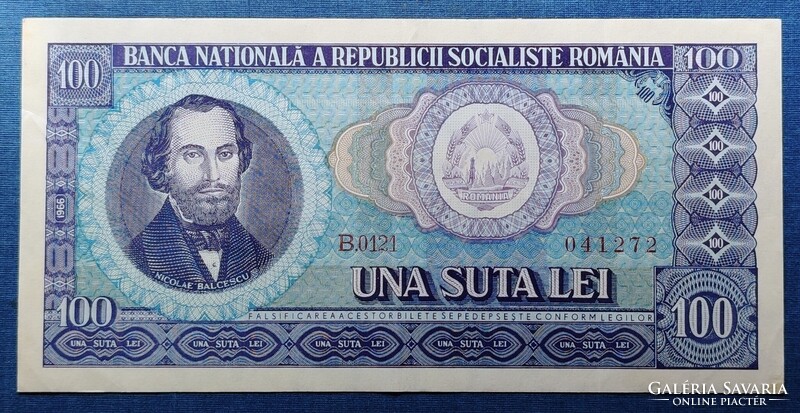 100 BANCA NATIONALĂ A REPUBLICII SOCIALISTE ROMÂNIA 100
100
100
100
100
1966
ROMANIA
NICOLAE BALCESCU
B.0121 041272
UNA SUTA LEI
100 FALSIFICAREA ACESTOR BILETE SE PEDEPSEȘTE CONFORM LEGILOR 100
UNA SUTA LEI UNA SUTA LEI UNA SUTA LEI UNA SUTA LEI UNA SUTA LEI
GALÉRIA SAVARIA
ONLINE PIACTÉR